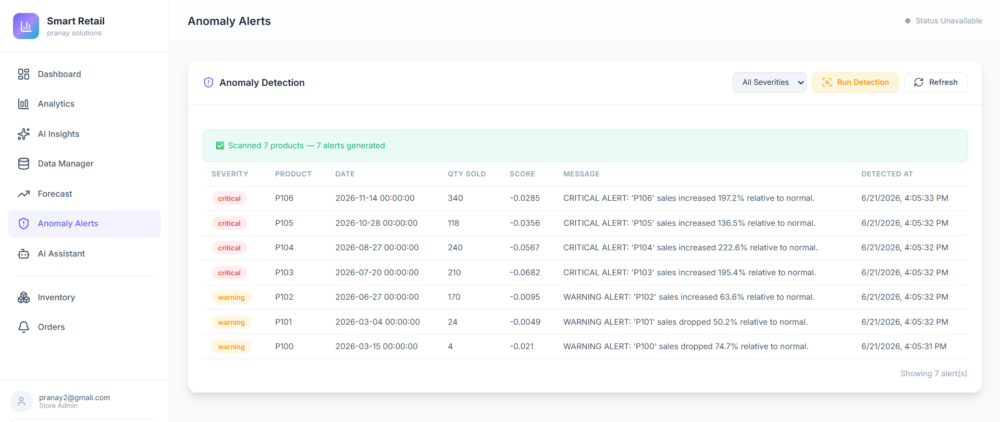 Smart Retail
pranay solutions
Dashboard
Analytics
AI Insights
Data Manager
Forecast
Anomaly Alerts
AI Assistant
Inventory
Orders
pranay2@gmail.com
Store Admin
Anomaly Alerts
Status Unavailable
Anomaly Detection
All Severities
Run Detection
Refresh
✅ Scanned 7 products — 7 alerts generated
SEVERITY PRODUCT DATE QTY SOLD SCORE MESSAGE DETECTED AT
critical P106 2026-11-14 00:00:00 340 -0.0285 CRITICAL ALERT: 'P106' sales increased 197.2% relative to normal. 6/21/2026, 4:05:33 PM
critical P105 2026-10-28 00:00:00 118 -0.0356 CRITICAL ALERT: 'P105' sales increased 136.5% relative to normal. 6/21/2026, 4:05:32 PM
critical P104 2026-08-27 00:00:00 240 -0.0567 CRITICAL ALERT: 'P104' sales increased 222.6% relative to normal. 6/21/2026, 4:05:32 PM
critical P103 2026-07-20 00:00:00 210 -0.0682 CRITICAL ALERT: 'P103' sales increased 195.4% relative to normal. 6/21/2026, 4:05:32 PM
warning P102 2026-06-27 00:00:00 170 -0.0095 WARNING ALERT: 'P102' sales increased 63.6% relative to normal. 6/21/2026, 4:05:32 PM
warning P101 2026-03-04 00:00:00 24 -0.0049 WARNING ALERT: 'P101' sales dropped 50.2% relative to normal. 6/21/2026, 4:05:32 PM
warning P100 2026-03-15 00:00:00 4 -0.021 WARNING ALERT: 'P100' sales dropped 74.7% relative to normal. 6/21/2026, 4:05:31 PM
Showing 7 alert(s)